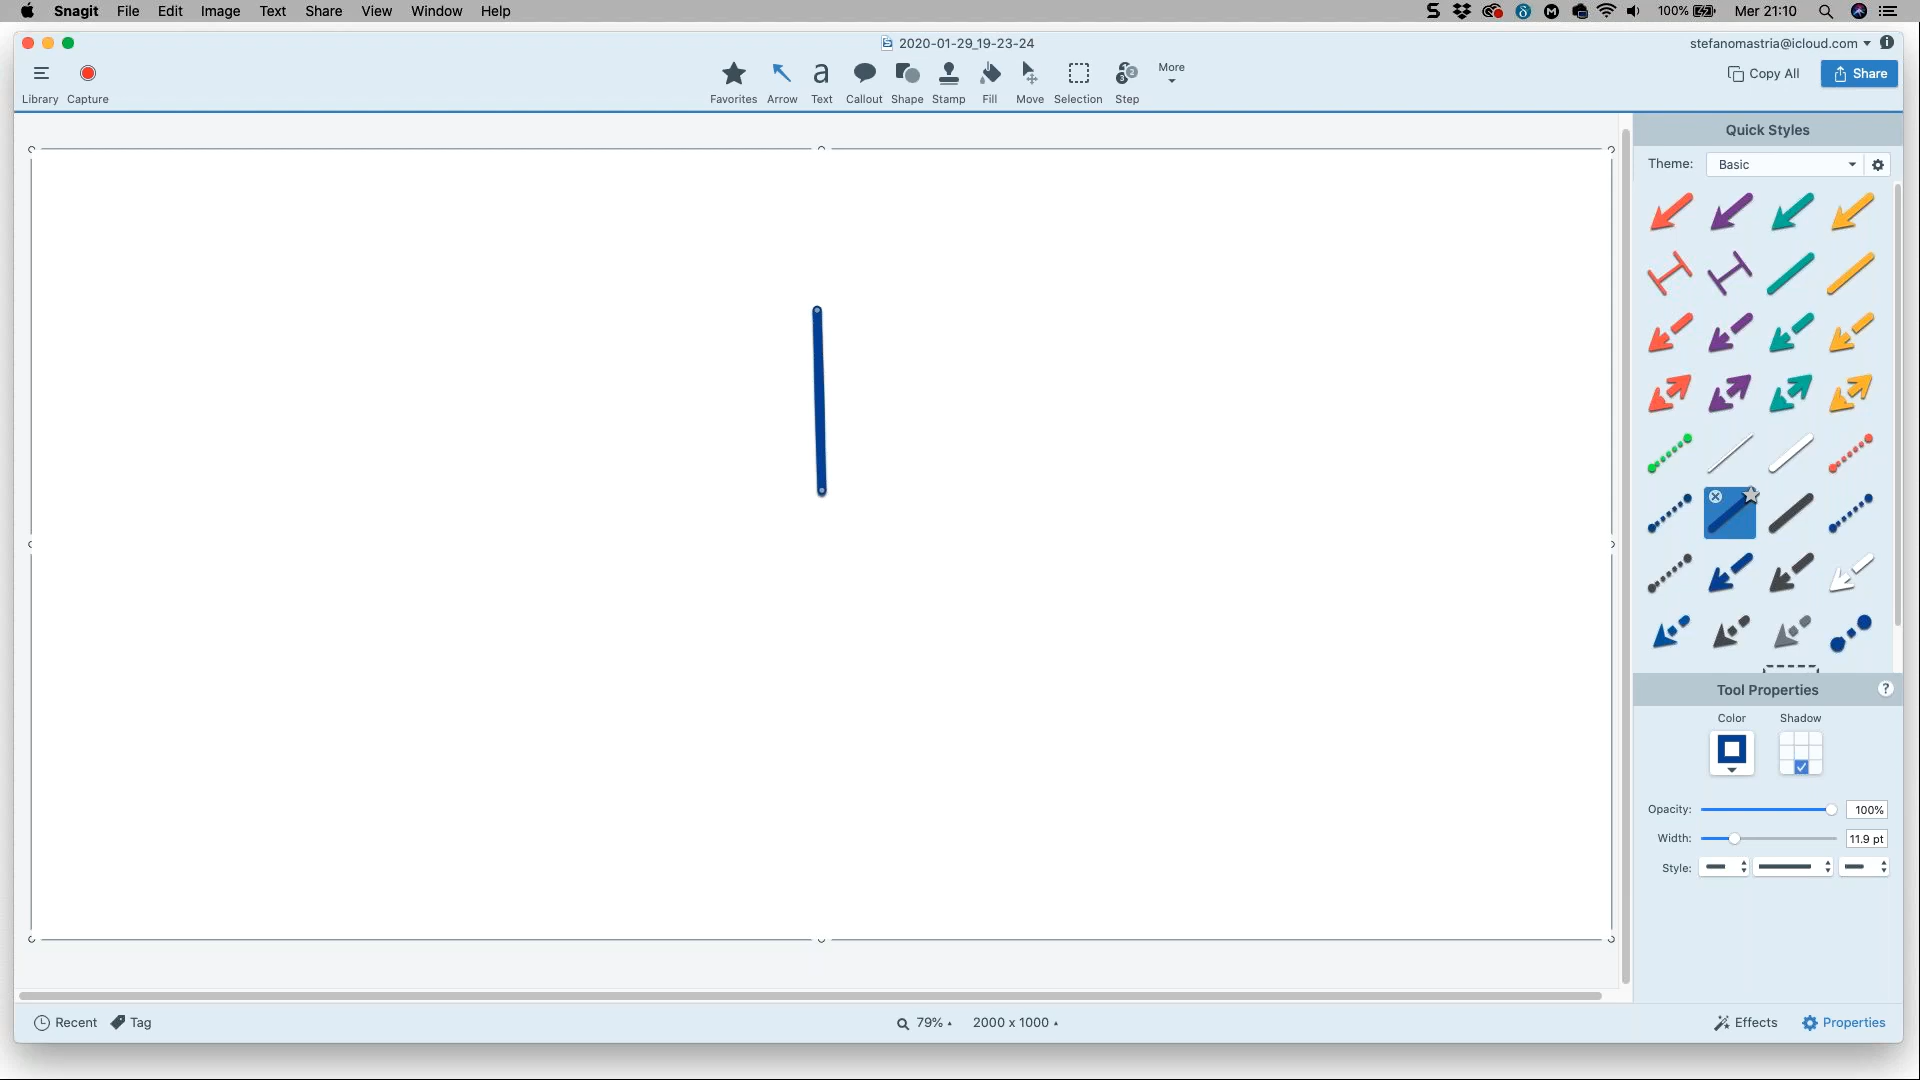 Snagit File Edit Image Text Share View Window Help 100% Mer 21:10
2020-01-29_19-23-24 stefanomastria@icloud.com
Library Capture Favorites Arrow Text Callout Shape Stamp Fill Move Selection Step More Copy All Share
Quick Styles
Theme: Basic
Tool Properties ?
Color Shadow
Opacity: 100%
Width: 11.9 pt
Style:
Recent Tag 79% 2000 x 1000 Effects Properties